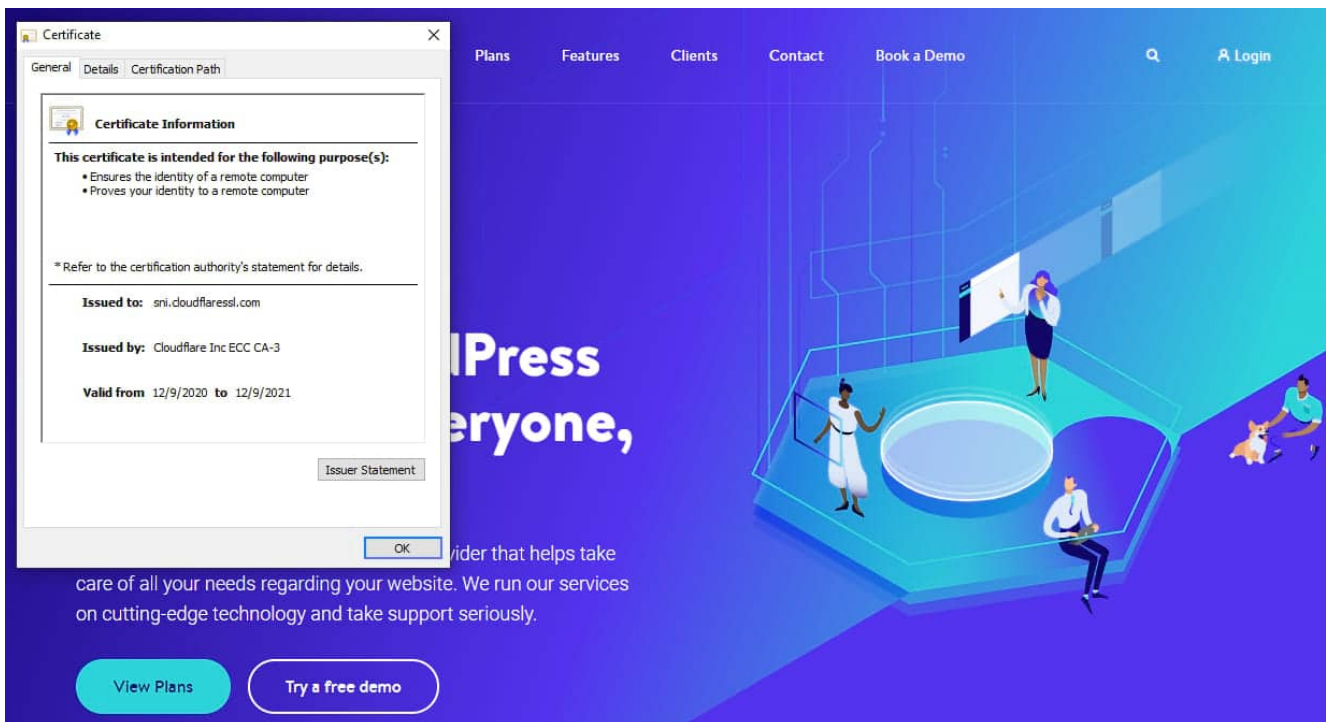 Certificate
General Details Certification Path
Certificate Information
This certificate is intended for the following purpose(s):
• Ensures the identity of a remote computer
• Proves your identity to a remote computer
* Refer to the certification authority's statement for details.
Issued to: sni.cloudflaressl.com
Issued by: Cloudflare Inc ECC CA-3
Valid from 12/9/2020 to 12/9/2021
Issuer Statement
OK
Plans Features Clients Contact Book a Demo Login
lPress
eryone,
vider that helps take
care of all your needs regarding your website. We run our services
on cutting-edge technology and take support seriously.
View Plans Try a free demo